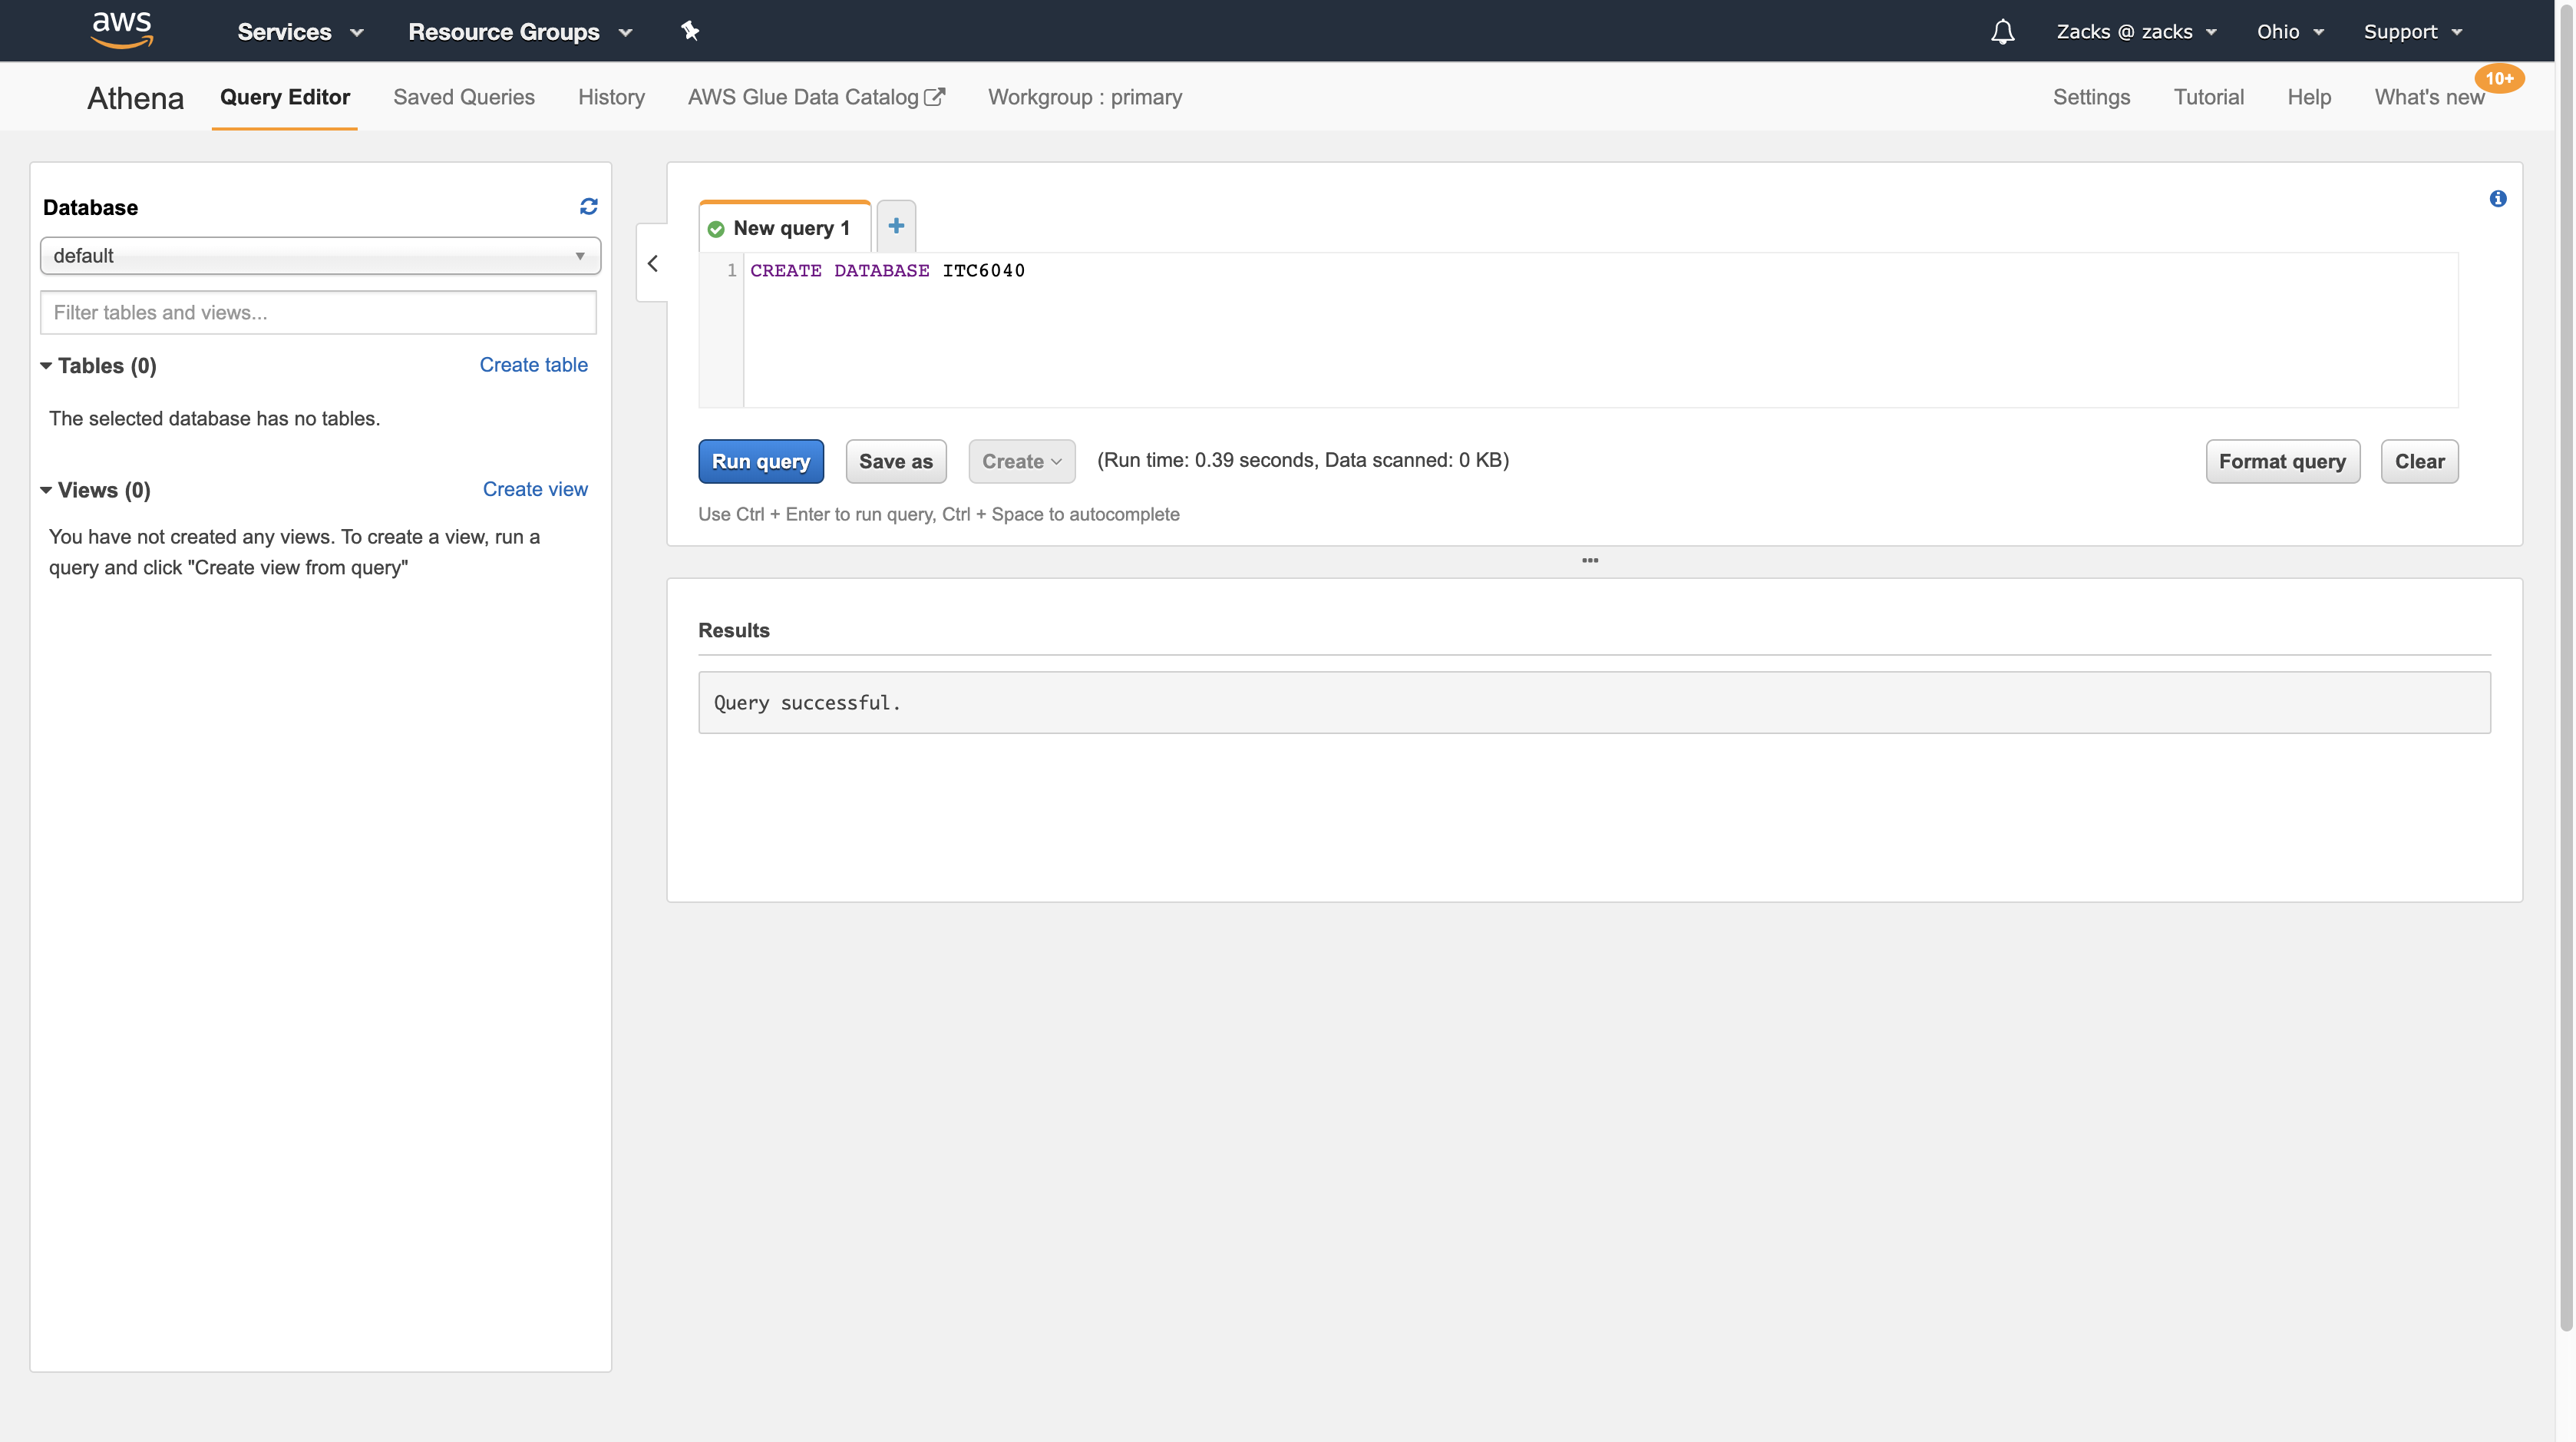 aws Services Resource Groups Zacks @ zacks Ohio Support
Athena Query Editor Saved Queries History AWS Glue Data Catalog Workgroup : primary Settings Tutorial Help What's new 10+
Database
default
Filter tables and views...
Tables (0) Create table
The selected database has no tables.
Views (0) Create view
You have not created any views. To create a view, run a
query and click "Create view from query"
New query 1
1 CREATE DATABASE ITC6040
Run query Save as Create (Run time: 0.39 seconds, Data scanned: 0 KB) Format query Clear
Use Ctrl + Enter to run query, Ctrl + Space to autocomplete
Results
Query successful.